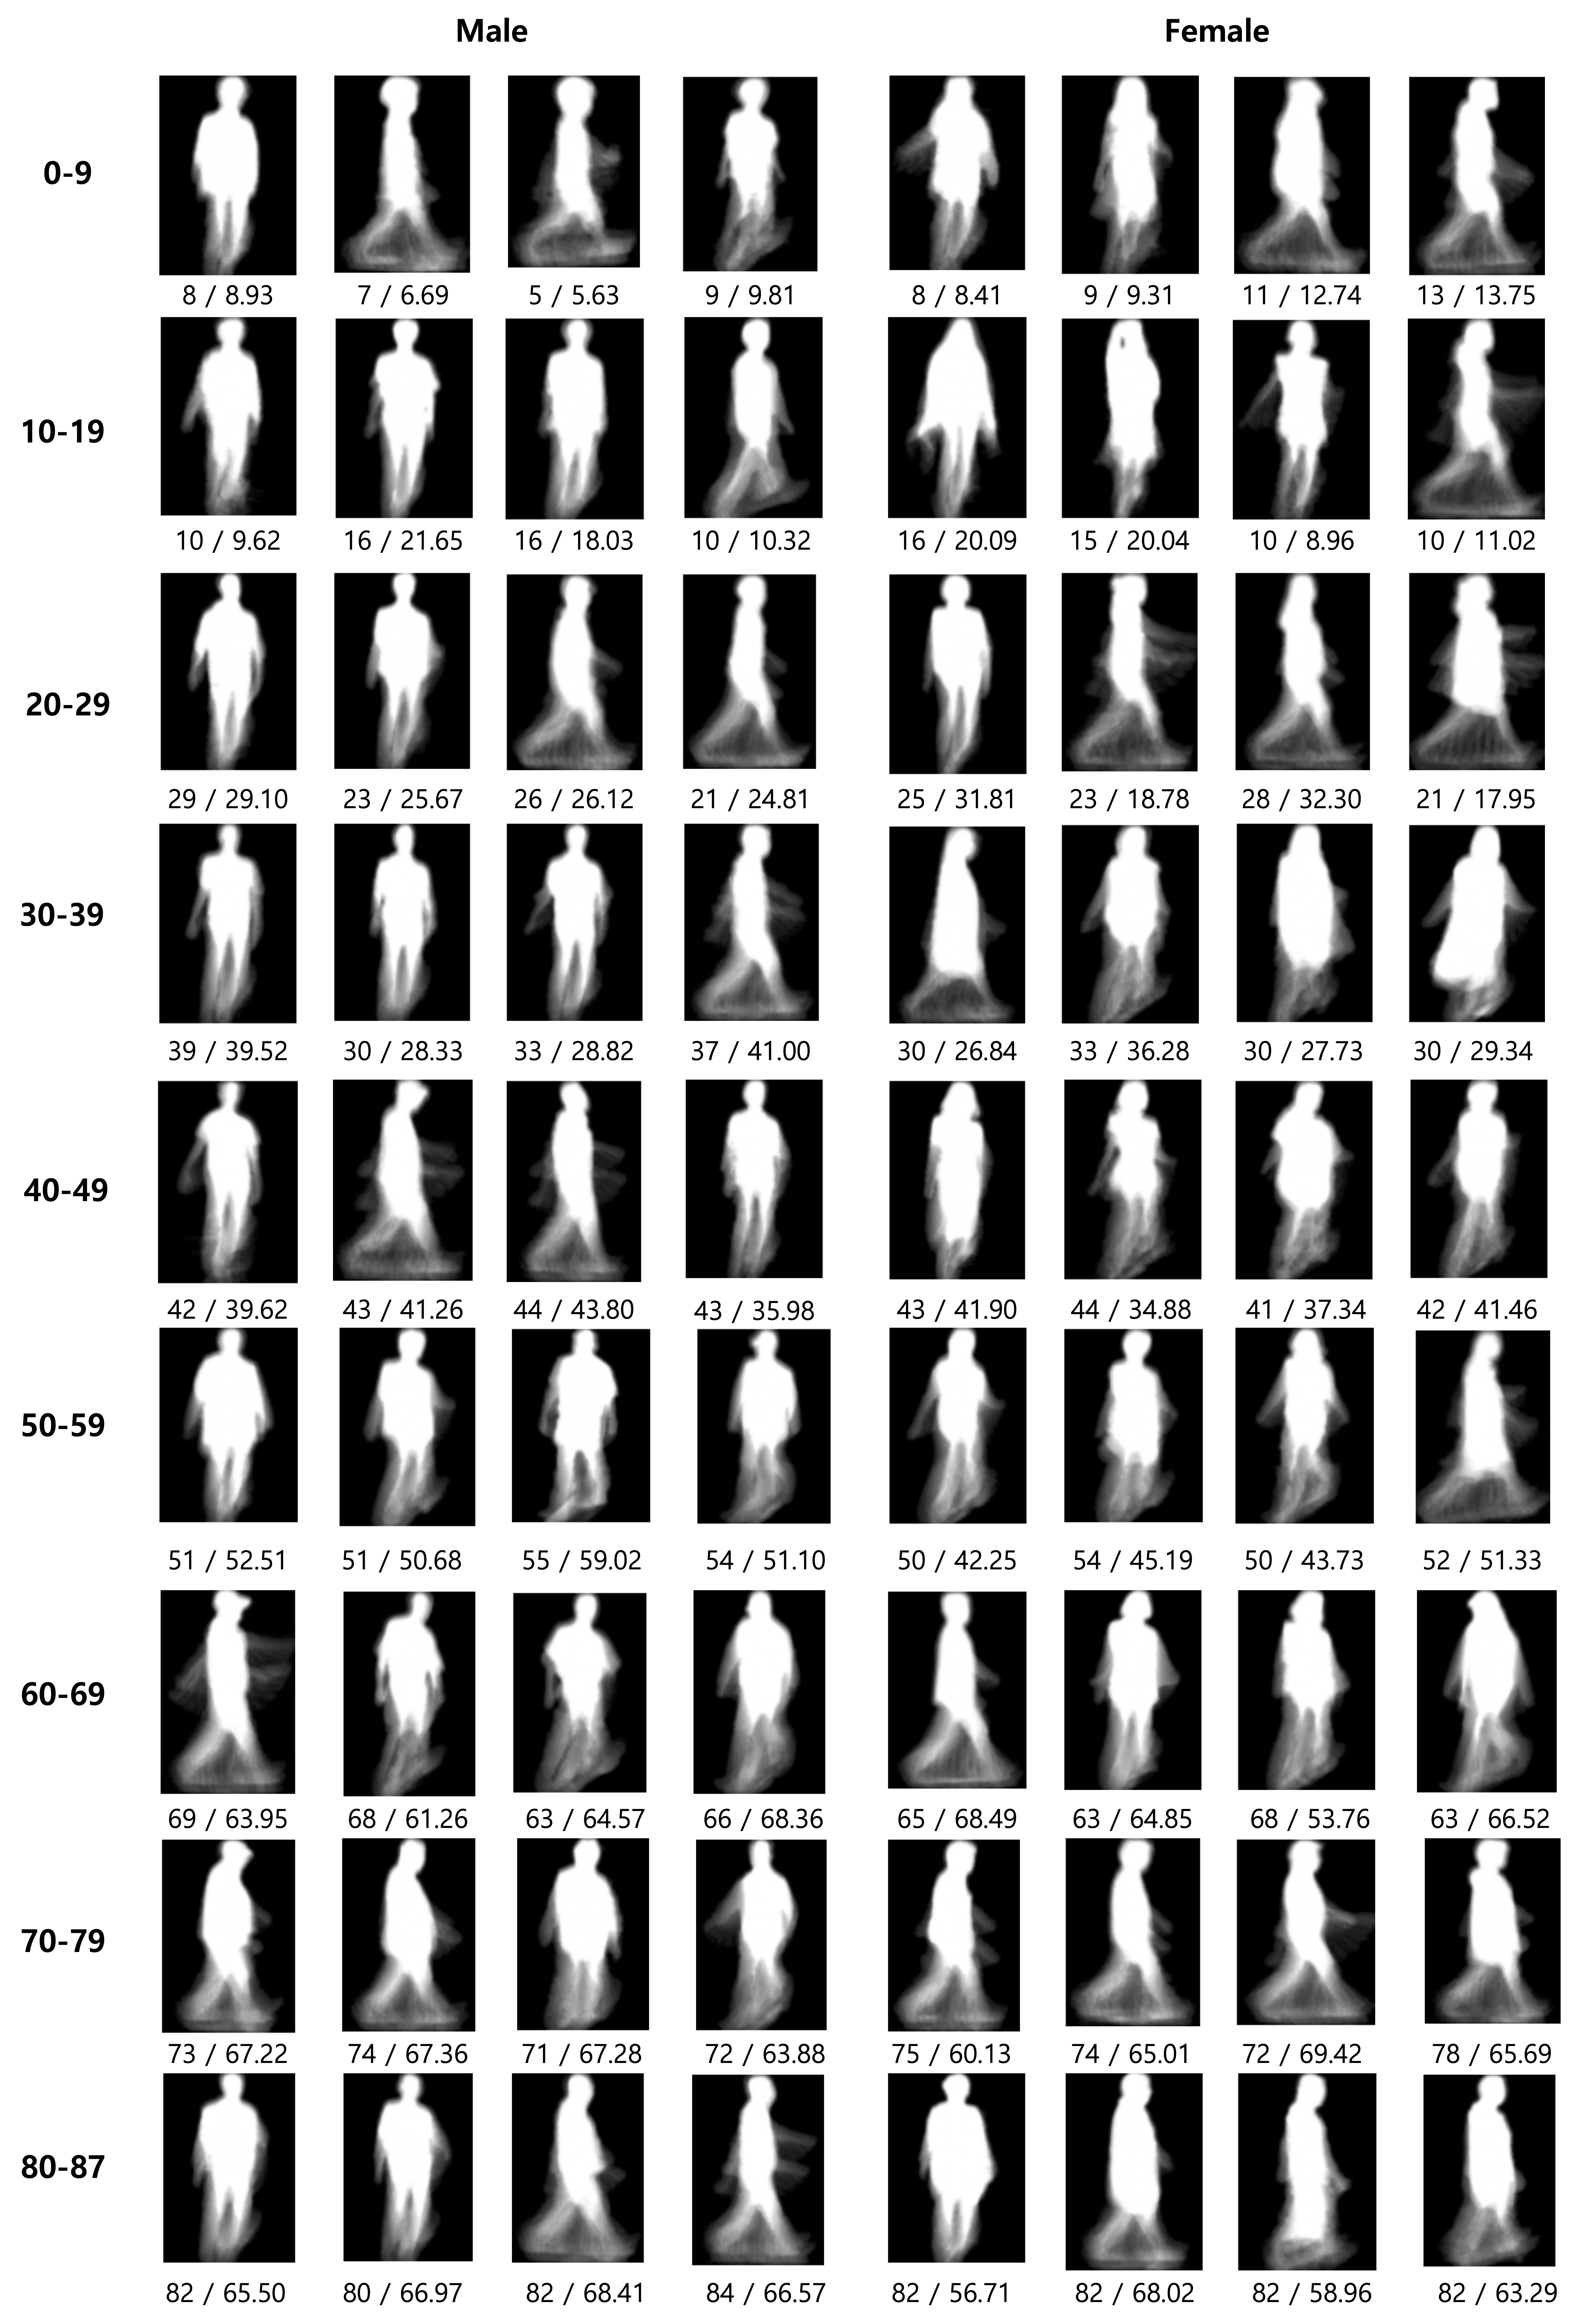 Male Female
0-9
8 / 8.93 7 / 6.69 5 / 5.63 9 / 9.81 8 / 8.41 9 / 9.31 11 / 12.74 13 / 13.75
10-19
10 / 9.62 16 / 21.65 16 / 18.03 10 / 10.32 16 / 20.09 15 / 20.04 10 / 8.96 10 / 11.02
20-29
29 / 29.10 23 / 25.67 26 / 26.12 21 / 24.81 25 / 31.81 23 / 18.78 28 / 32.30 21 / 17.95
30-39
39 / 39.52 30 / 28.33 33 / 28.82 37 / 41.00 30 / 26.84 33 / 36.28 30 / 27.73 30 / 29.34
40-49
42 / 39.62 43 / 41.26 44 / 43.80 43 / 35.98 43 / 41.90 44 / 34.88 41 / 37.34 42 / 41.46
50-59
51 / 52.51 51 / 50.68 55 / 59.02 54 / 51.10 50 / 42.25 54 / 45.19 50 / 43.73 52 / 51.33
60-69
69 / 63.95 68 / 61.26 63 / 64.57 66 / 68.36 65 / 68.49 63 / 64.85 68 / 53.76 63 / 66.52
70-79
73 / 67.22 74 / 67.36 71 / 67.28 72 / 63.88 75 / 60.13 74 / 65.01 72 / 69.42 78 / 65.69
80-87
82 / 65.50 80 / 66.97 82 / 68.41 84 / 66.57 82 / 56.71 82 / 68.02 82 / 58.96 82 / 63.29